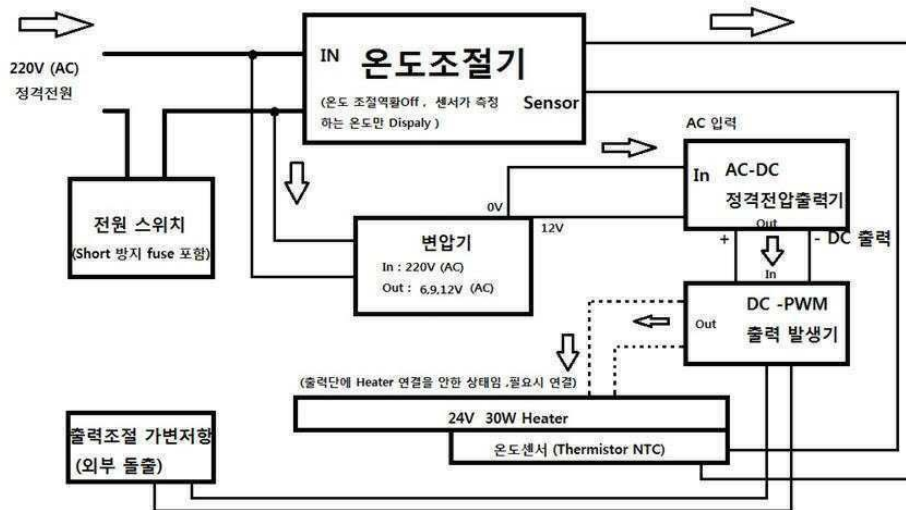 220V (AC)
정격전원
IN 온도조절기
(온도 조절역활Off , 센서가 측정
하는 온도만 Dispaly )
Sensor
전원 스위치
(Short 방지 fuse 포함)
변압기
In : 220V (AC)
Out : 6,9,12V (AC)
0V
12V
AC 입력
In AC-DC
정격전압출력기
Out
+ - DC 출력
In
DC -PWM
출력 발생기
Out
(출력단에 Heater 연결을 안한 상태임 ,필요시 연결)
24V 30W Heater
온도센서 (Thermistor NTC)
출력조절 가변저항
(외부 돌출)